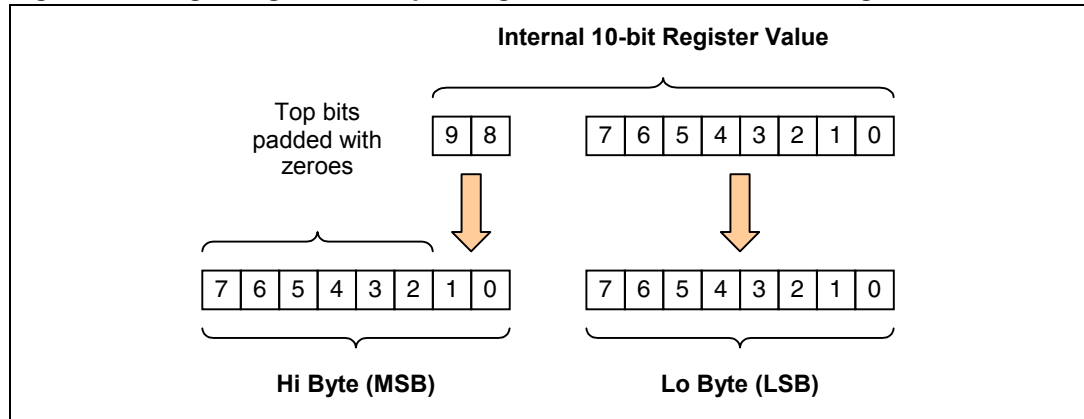 Internal 10-bit Register Value
Top bits
padded with
zeroes
9 8 7 6 5 4 3 2 1 0
7 6 5 4 3 2 1 0 7 6 5 4 3 2 1 0
Hi Byte (MSB) Lo Byte (LSB)